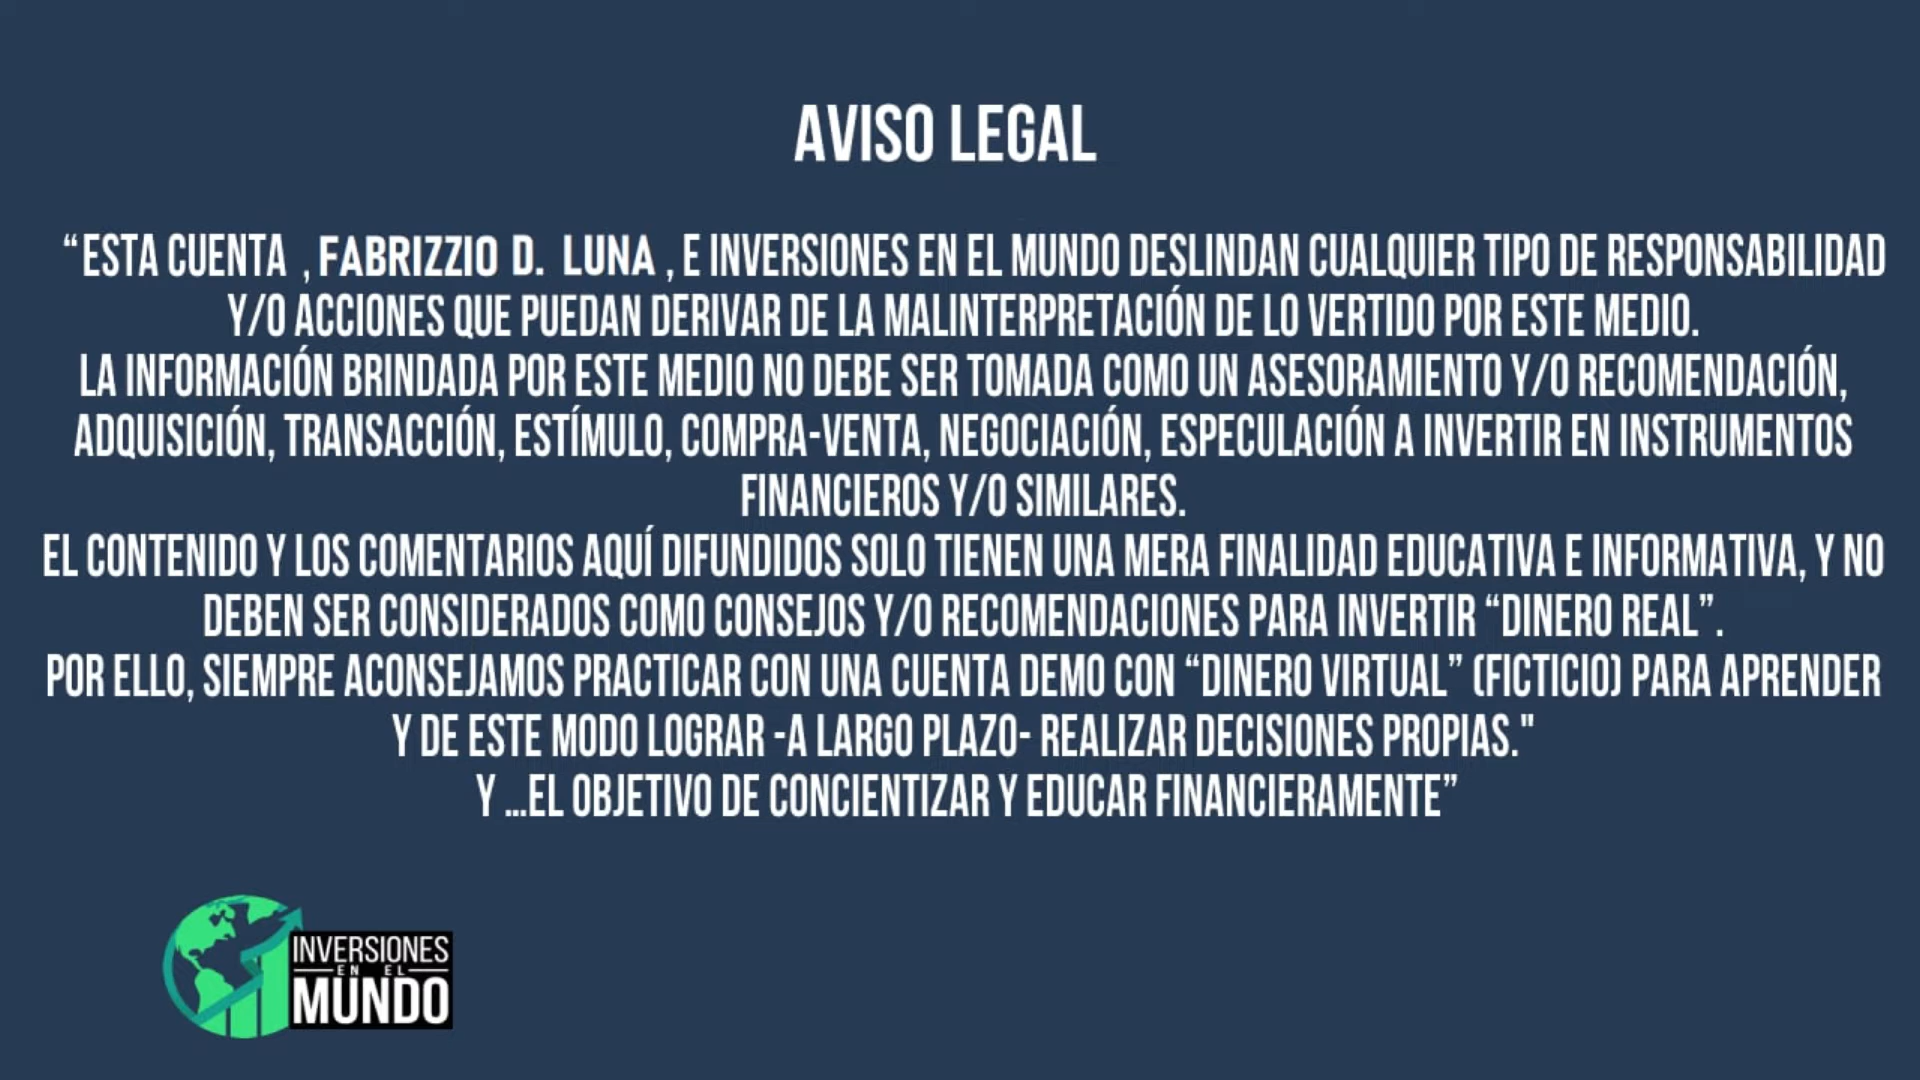 AVISO LEGAL
“ESTA CUENTA , FABRIZZIO D. LUNA , E INVERSIONES EN EL MUNDO DESLINDAN CUALQUIER TIPO DE RESPONSABILIDAD
Y/O ACCIONES QUE PUEDAN DERIVAR DE LA MALINTERPRETACIÓN DE LO VERTIDO POR ESTE MEDIO.
LA INFORMACIÓN BRINDADA POR ESTE MEDIO NO DEBE SER TOMADA COMO UN ASESORAMIENTO Y/O RECOMENDACIÓN,
ADQUISICIÓN, TRANSACCIÓN, ESTÍMULO, COMPRA-VENTA, NEGOCIACIÓN, ESPECULACIÓN A INVERTIR EN INSTRUMENTOS
FINANCIEROS Y/O SIMILARES.
EL CONTENIDO Y LOS COMENTARIOS AQUÍ DIFUNDIDOS SOLO TIENEN UNA MERA FINALIDAD EDUCATIVA E INFORMATIVA, Y NO
DEBEN SER CONSIDERADOS COMO CONSEJOS Y/O RECOMENDACIONES PARA INVERTIR “DINERO REAL”.
POR ELLO, SIEMPRE ACONSEJAMOS PRACTICAR CON UNA CUENTA DEMO CON “DINERO VIRTUAL” (FICTICIO) PARA APRENDER
Y DE ESTE MODO LOGRAR -A LARGO PLAZO- REALIZAR DECISIONES PROPIAS."
Y ...EL OBJETIVO DE CONCIENTIZAR Y EDUCAR FINANCIERAMENTE”
INVERSIONES
EN EL
MUNDO